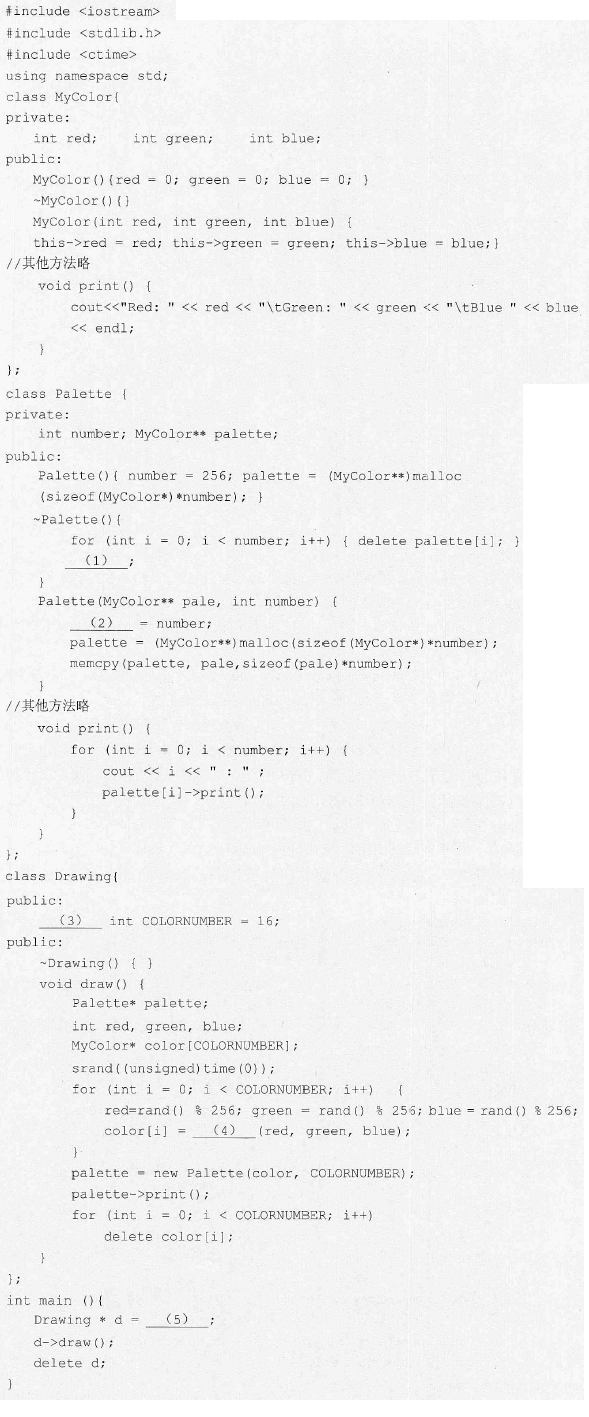 #include <iostream>
#include <stdlib.h>
#include <ctime>
using namespace std;
class MyColor{
private:
int red; int green; int blue;
public:
MyColor(){red = 0; green = 0; blue = 0; }
~MyColor(){}
MyColor(int red, int green, int blue) {
this->red = red; this->green = green; this->blue = blue;}
//其他方法略
void print() {
cout<<"Red: " << red << "\tGreen: " << green << "\tBlue " << blue
<< endl;
}
};
class Palette {
private:
int number; MyColor** palette;
public:
Palette(){ number = 256; palette = (MyColor**)malloc
(sizeof(MyColor*)*number); }
~Palette(){
for (int i = 0; i < number; i++) { delete palette[i]; }
(1) ;
}
Palette(MyColor** pale, int number) {
(2) = number;
palette = (MyColor**)malloc(sizeof(MyColor*)*number);
memcpy(palette, pale,sizeof(pale)*number);
}
//其他方法略
void print() {
for (int i = 0; i < number; i++) {
cout << i << " : " ;
palette[i]->print();
}
}
};
class Drawing{
public:
(3) int COLORNUMBER = 16;
public:
~Drawing() { }
void draw() {
Palette* palette;
int red, green, blue;
MyColor* color[COLORNUMBER];
srand((unsigned)time(0));
for (int i = 0; i < COLORNUMBER; i++) {
red=rand() % 256; green = rand() % 256; blue = rand() % 256;
color[i] = (4) (red, green, blue);
}
palette = new Palette(color, COLORNUMBER);
palette->print();
for (int i = 0; i < COLORNUMBER; i++)
delete color[i];
}
};
int main (){
Drawing * d = (5) ;
d->draw();
delete d;
}